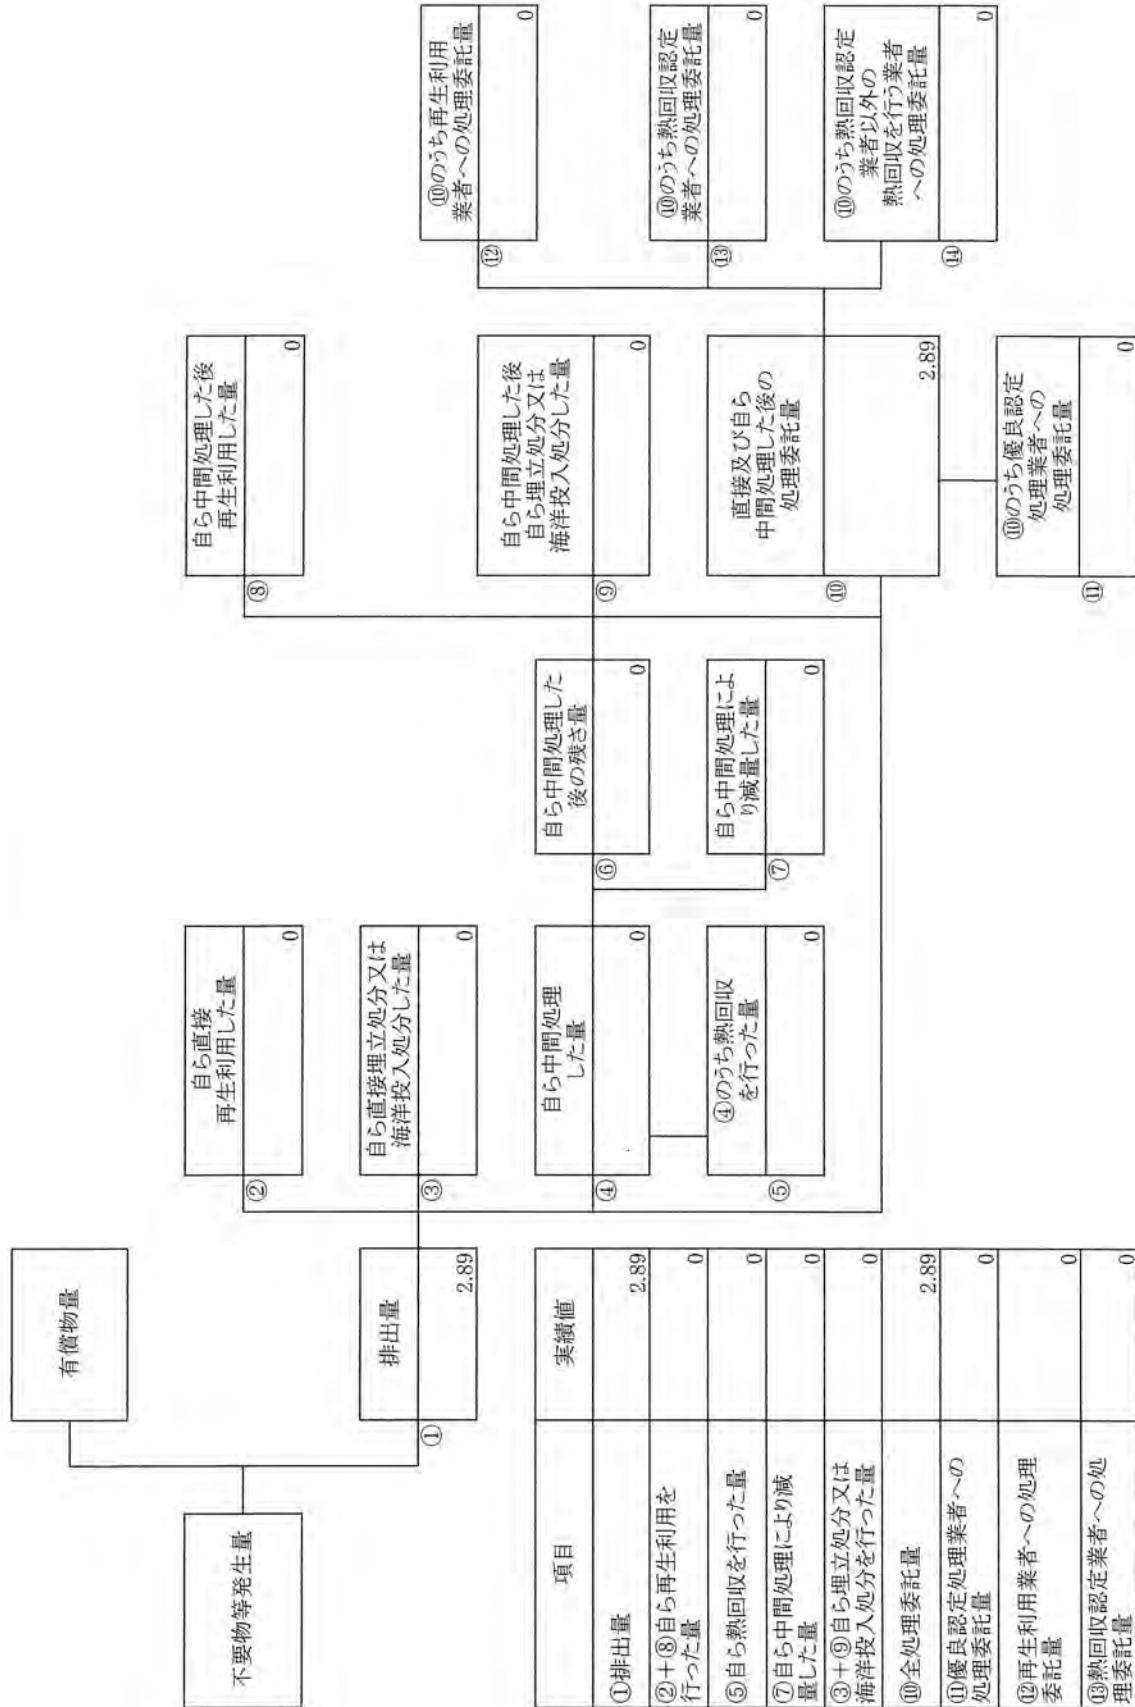 不要物等発生量
有償物量
①
排出量
2.89
②
自ら直接
再生利用した量
0
③
自ら直接埋立処分又は
海洋投入処分した量
0
④
自ら中間処理
した量
0
⑤
④のうち熱回収
を行った量
0
⑥
自ら中間処理した
後の残さ量
0
⑦
自ら中間処理によ
り減量した量
0
⑧
自ら中間処理した後
再生利用した量
0
⑨
自ら中間処理した後
自ら埋立処分又は
海洋投入処分した量
0
⑩
直接及び自ら
中間処理した後の
処理委託量
2.89
⑪
⑩のうち優良認定
処理業者への
処理委託量
0
⑫
⑩のうち再生利用
業者への処理委託量
0
⑬
⑩のうち熱回収認定
業者への処理委託量
0
⑭
⑩のうち熱回収認定
業者以外の
熱回収を行う業者
への処理委託量
0
項目 実績値
①排出量 2.89
②+⑧自ら再生利用を
行った量 0
⑤自ら熱回収を行った量 0
⑦自ら中間処理により減
量した量 0
③+⑨自ら埋立処分又は
海洋投入処分を行った量 0
⑩全処理委託量 2.89
⑪優良認定処理業者への
処理委託量 0
⑫再生利用業者への処理
委託量 0
⑬熱回収認定業者への処
理委託量 0